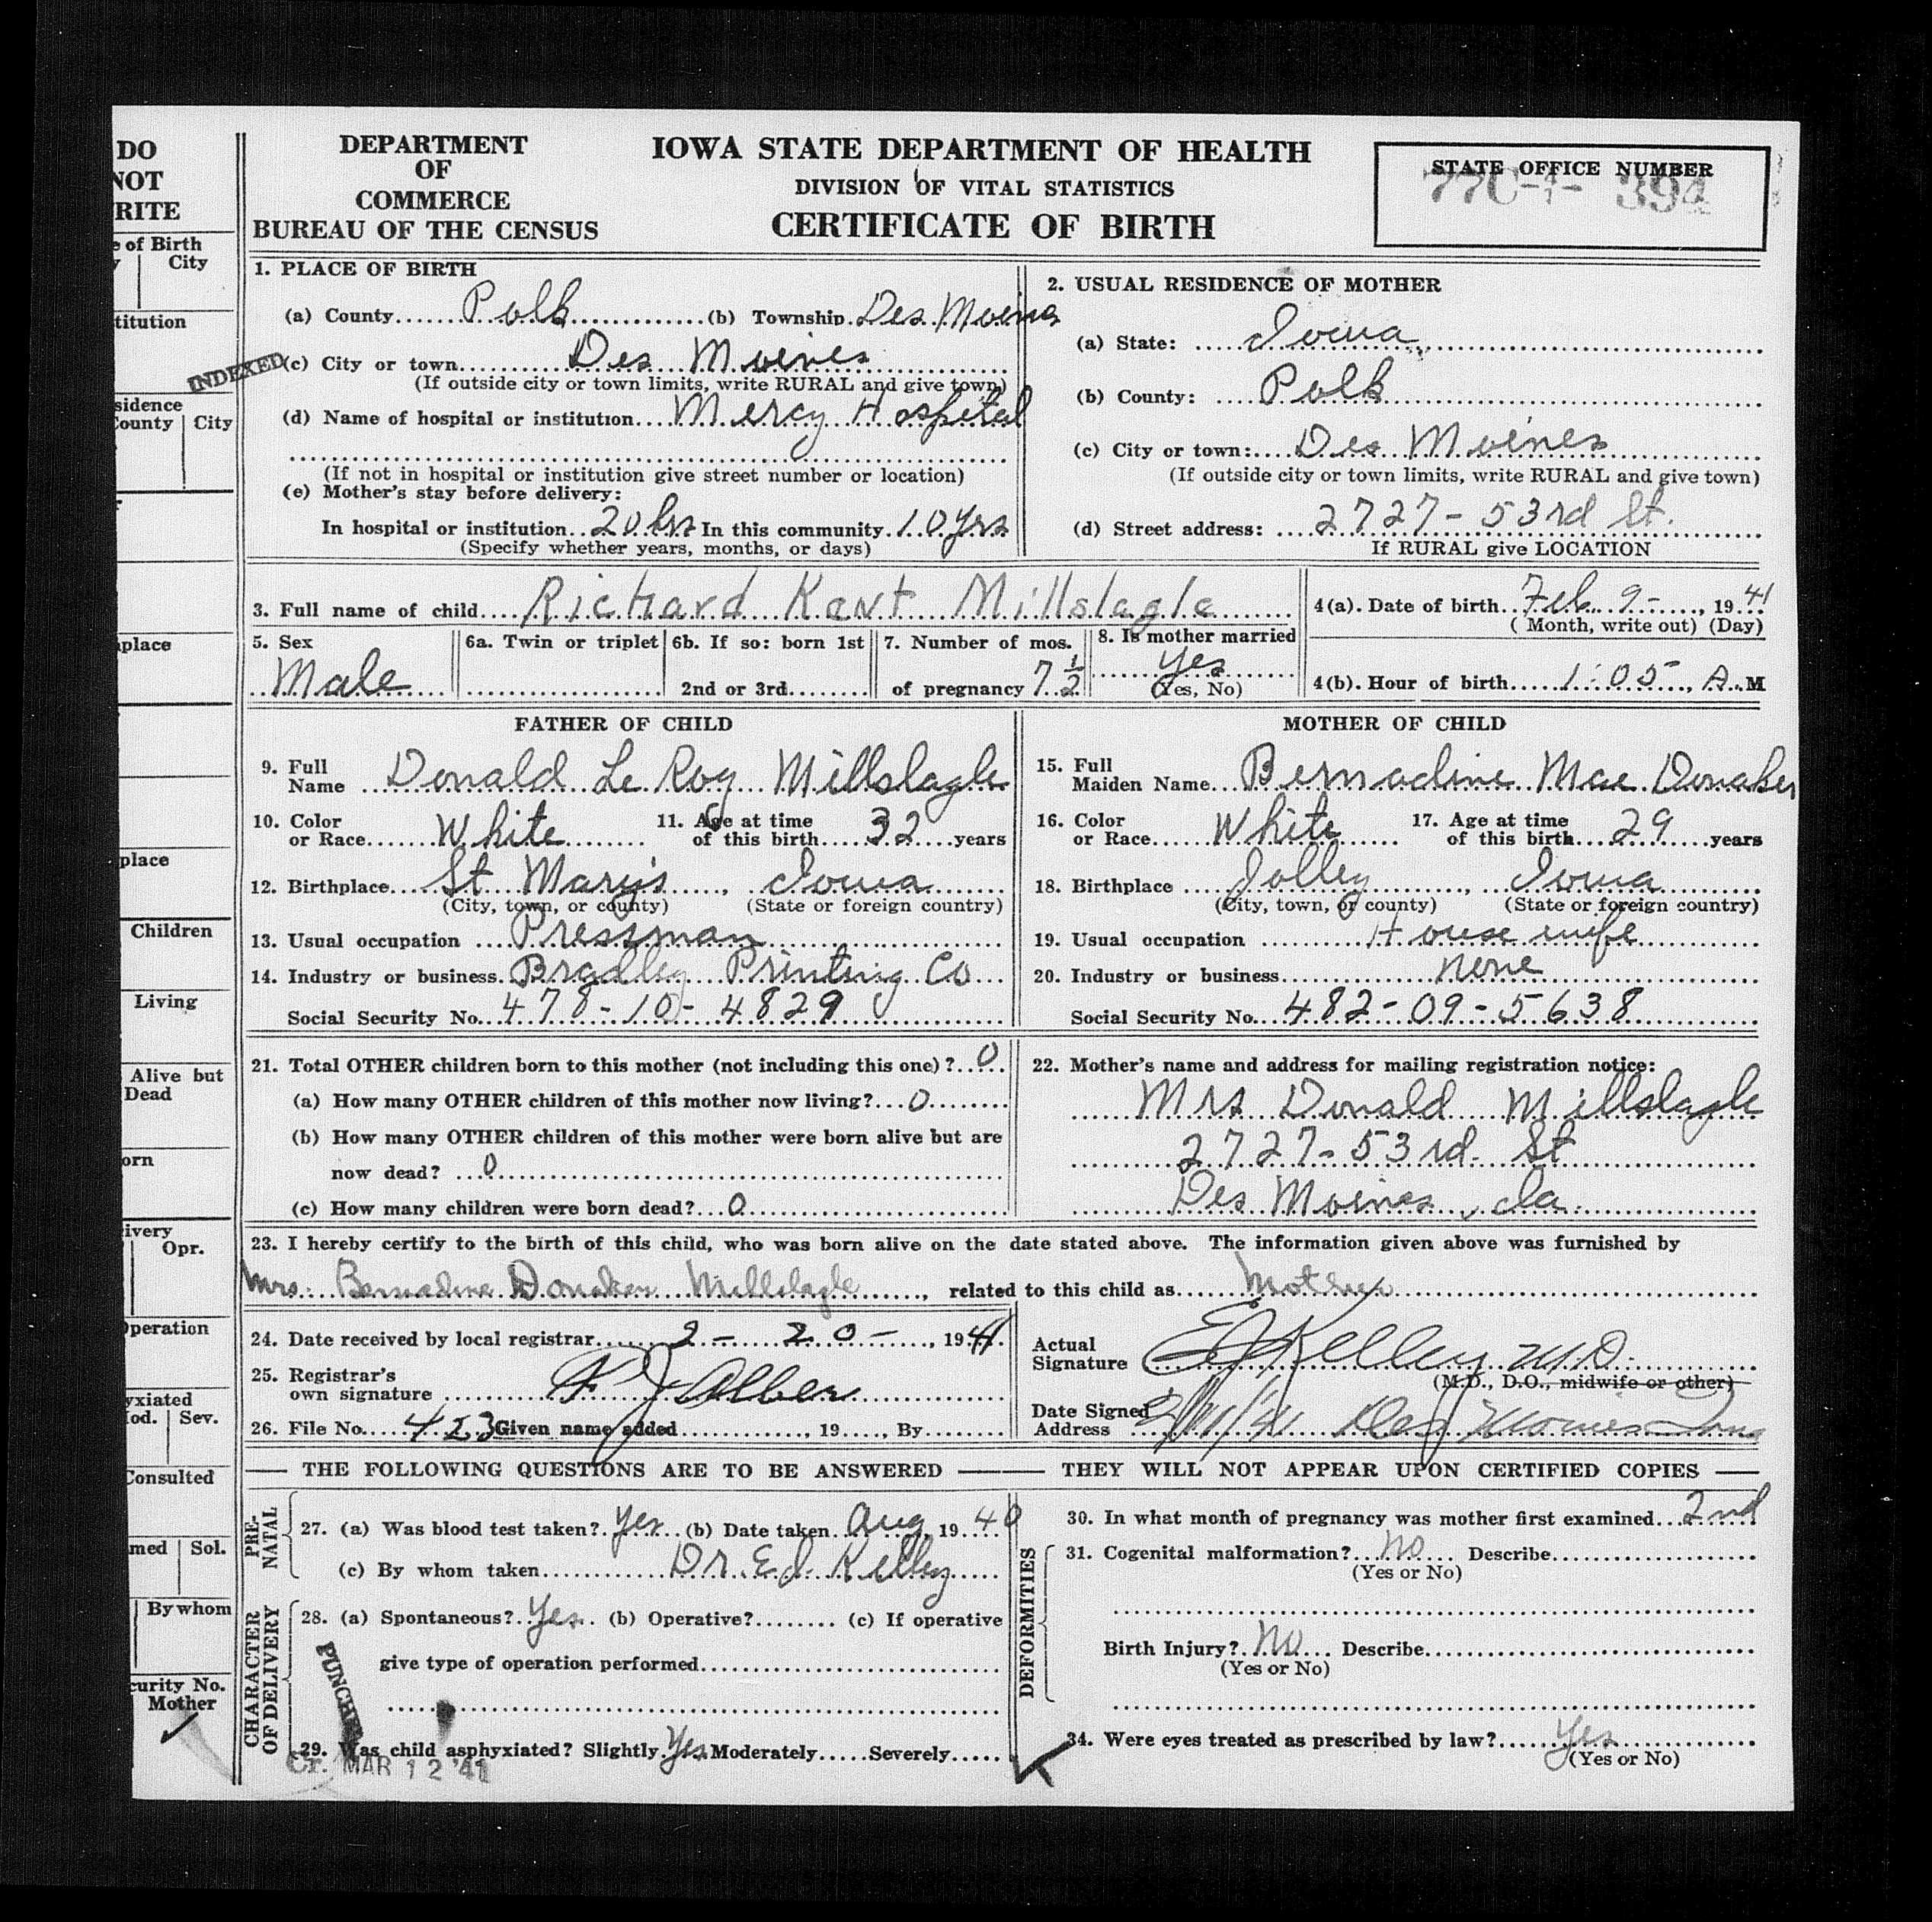 DO
NOT
RITE
e of Birth
y City
titution
sidence
County City
place
place
Children
Living
Alive but
Dead
orn
ivery
Opr.
Operation
yxiated
od. Sev.
Consulted
med Sol.
By whom
curity No.
Mother
DEPARTMENT
OF
COMMERCE
BUREAU OF THE CENSUS
IOWA STATE DEPARTMENT OF HEALTH
DIVISION OF VITAL STATISTICS
CERTIFICATE OF BIRTH
STATE OFFICE NUMBER
394
INDEXED
1. PLACE OF BIRTH
(a) County Polk (b) Township Des Moines
(c) City or town Des Moines
(If outside city or town limits, write RURAL and give town)
(d) Name of hospital or institution Mercy Hospital
(If not in hospital or institution give street number or location)
(e) Mother's stay before delivery:
In hospital or institution 20 hrs In this community 10 yrs
(Specify whether years, months, or days)
2. USUAL RESIDENCE OF MOTHER
(a) State: Iowa
(b) County: Polk
(c) City or town: Des Moines
(If outside city or town limits, write RURAL and give town)
(d) Street address: 2727-53rd St.
If RURAL give LOCATION
3. Full name of child Richard Kent Millslagle
4(a). Date of birth Feb 9-, 1941
(Month, write out) (Day)
5. Sex Male
6a. Twin or triplet
6b. If so: born 1st
2nd or 3rd
7. Number of mos.
of pregnancy 7 1/2
8. Is mother married
Yes
(Yes, No)
4(b). Hour of birth 1:05, A.M
FATHER OF CHILD
9. Full
Name Donald Le Roy Millslagle
10. Color
or Race White
11. Age at time
of this birth 32 years
12. Birthplace St Mary's, Iowa
(City, town, or county) (State or foreign country)
13. Usual occupation Pressman
14. Industry or business Bradley Printing Co
Social Security No. 478-10-4829
MOTHER OF CHILD
15. Full
Maiden Name Bernadine Mae Donaker
16. Color
or Race White
17. Age at time
of this birth 29 years
18. Birthplace Jolley, Iowa
(City, town, or county) (State or foreign country)
19. Usual occupation House wife
20. Industry or business none
Social Security No. 482-09-5638
21. Total OTHER children born to this mother (not including this one)? 0
(a) How many OTHER children of this mother now living? 0
(b) How many OTHER children of this mother were born alive but are
now dead? 0
(c) How many children were born dead? 0
22. Mother's name and address for mailing registration notice:
Mrs Donald Millslagle
2727-53rd St
Des Moines, Ia.
23. I hereby certify to the birth of this child, who was born alive on the date stated above. The information given above was furnished by
Mrs. Bernadine Donaker Millslagle, related to this child as Mother
24. Date received by local registrar 2-20-, 1941
25. Registrar's
own signature F J Alber
26. File No. 423 Given name added, 19, By
Actual
Signature E J Kelley M.D.
(M.D., D.O., midwife or other)
Date Signed
Address Des Moines Iowa
THE FOLLOWING QUESTIONS ARE TO BE ANSWERED — THEY WILL NOT APPEAR UPON CERTIFIED COPIES
PRE-
NATAL
27. (a) Was blood test taken? Yes (b) Date taken Aug, 1940
(c) By whom taken Dr. E.J. Kelley
CHARACTER
OF DELIVERY
28. (a) Spontaneous? Yes (b) Operative? (c) If operative
give type of operation performed
29. Was child asphyxiated? Slightly Yes Moderately Severely
PUNCHED
Cr. MAR 12 '41
30. In what month of pregnancy was mother first examined 2nd
DEFORMITIES
31. Cogenital malformation? No Describe
(Yes or No)
Birth Injury? No Describe
(Yes or No)
34. Were eyes treated as prescribed by law? Yes
(Yes or No)